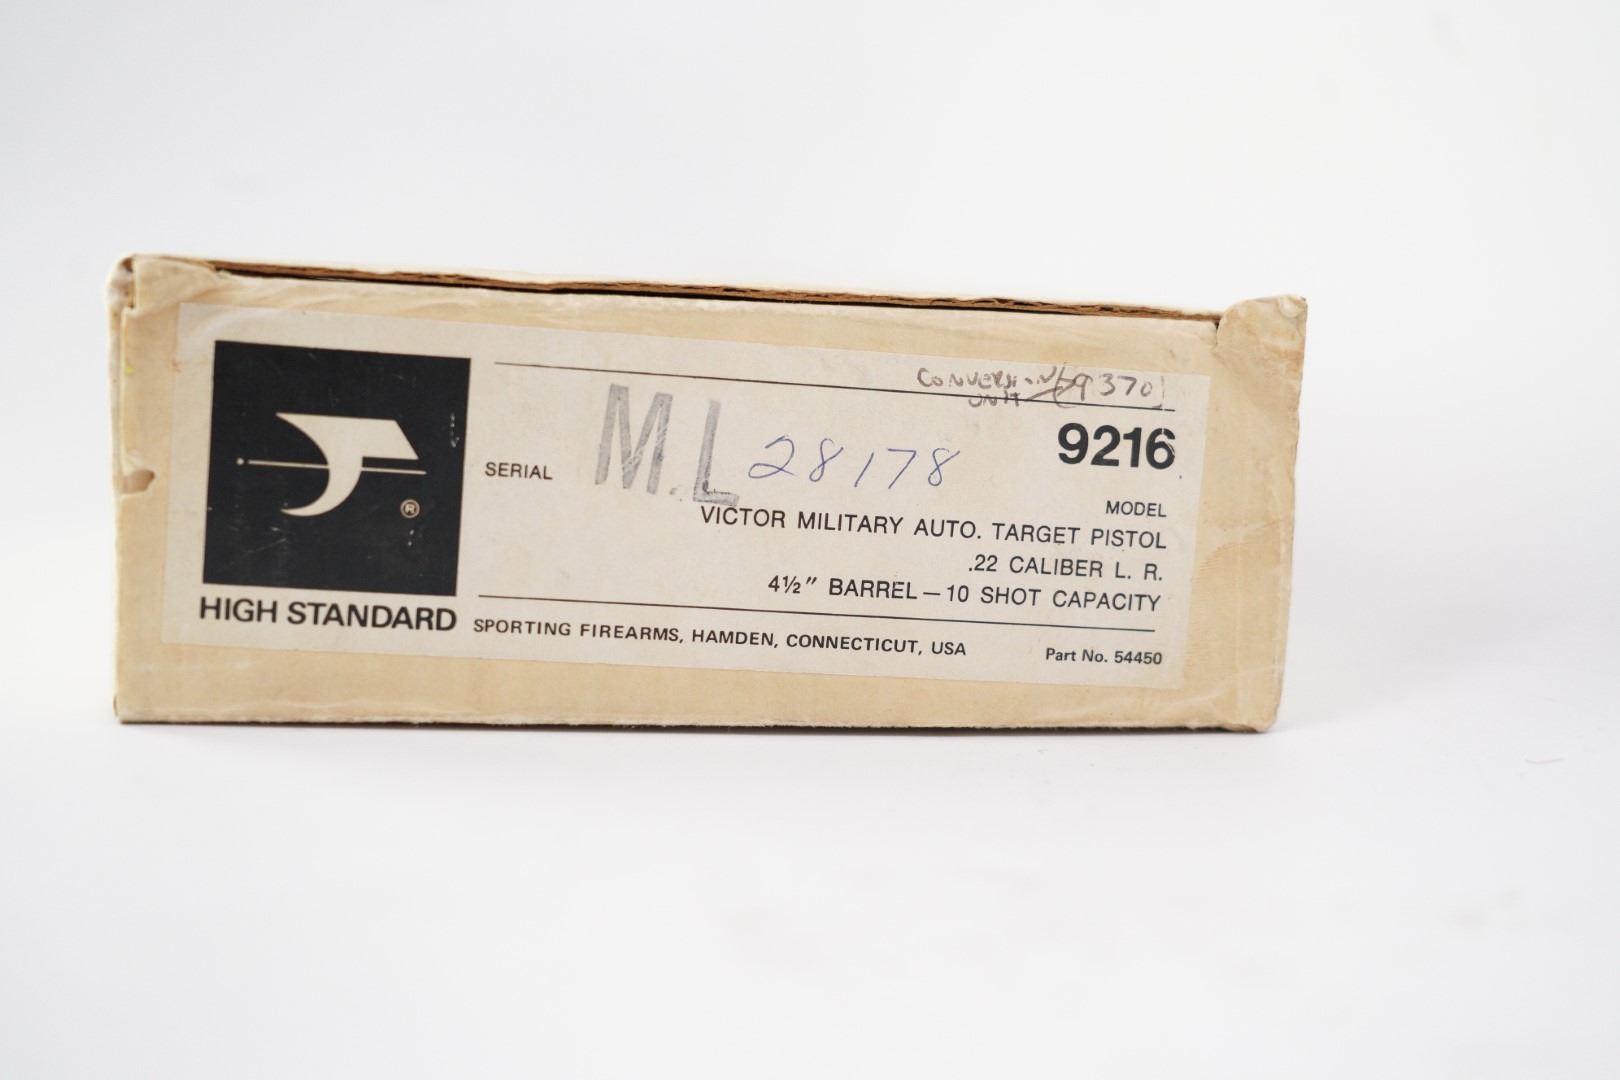 CONVERSION 9370
UNIT
9216
SERIAL M.L 28178
MODEL
VICTOR MILITARY AUTO. TARGET PISTOL
.22 CALIBER L. R.
4½" BARREL — 10 SHOT CAPACITY
®
HIGH STANDARD SPORTING FIREARMS, HAMDEN, CONNECTICUT, USA
Part No. 54450